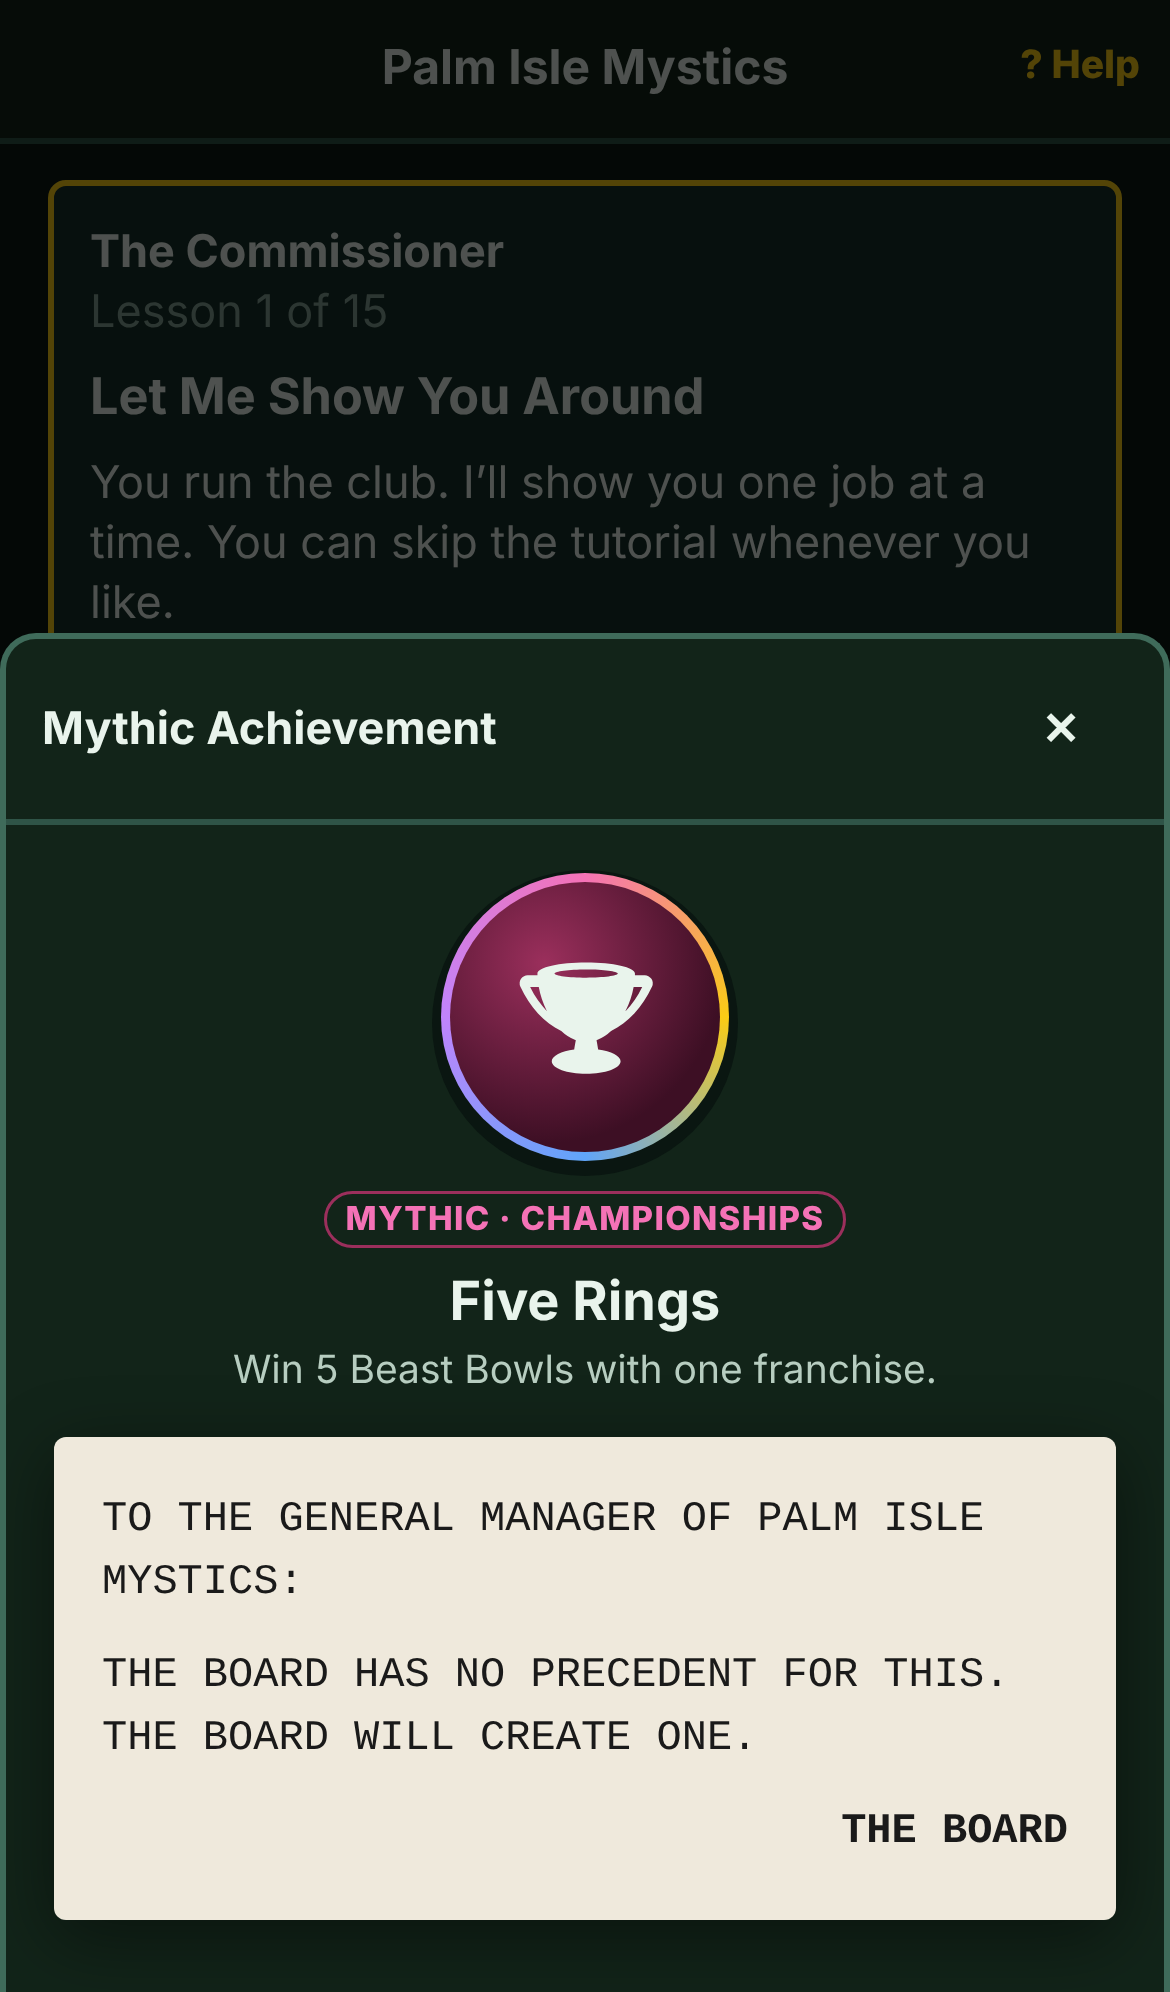 Palm Isle Mystics
? Help
The Commissioner
Lesson 1 of 15
Let Me Show You Around
You run the club. I’ll show you one job at a
time. You can skip the tutorial whenever you
like.
Mythic Achievement
×
MYTHIC · CHAMPIONSHIPS
Five Rings
Win 5 Beast Bowls with one franchise.
TO THE GENERAL MANAGER OF PALM ISLE
MYSTICS:
THE BOARD HAS NO PRECEDENT FOR THIS.
THE BOARD WILL CREATE ONE.
THE BOARD